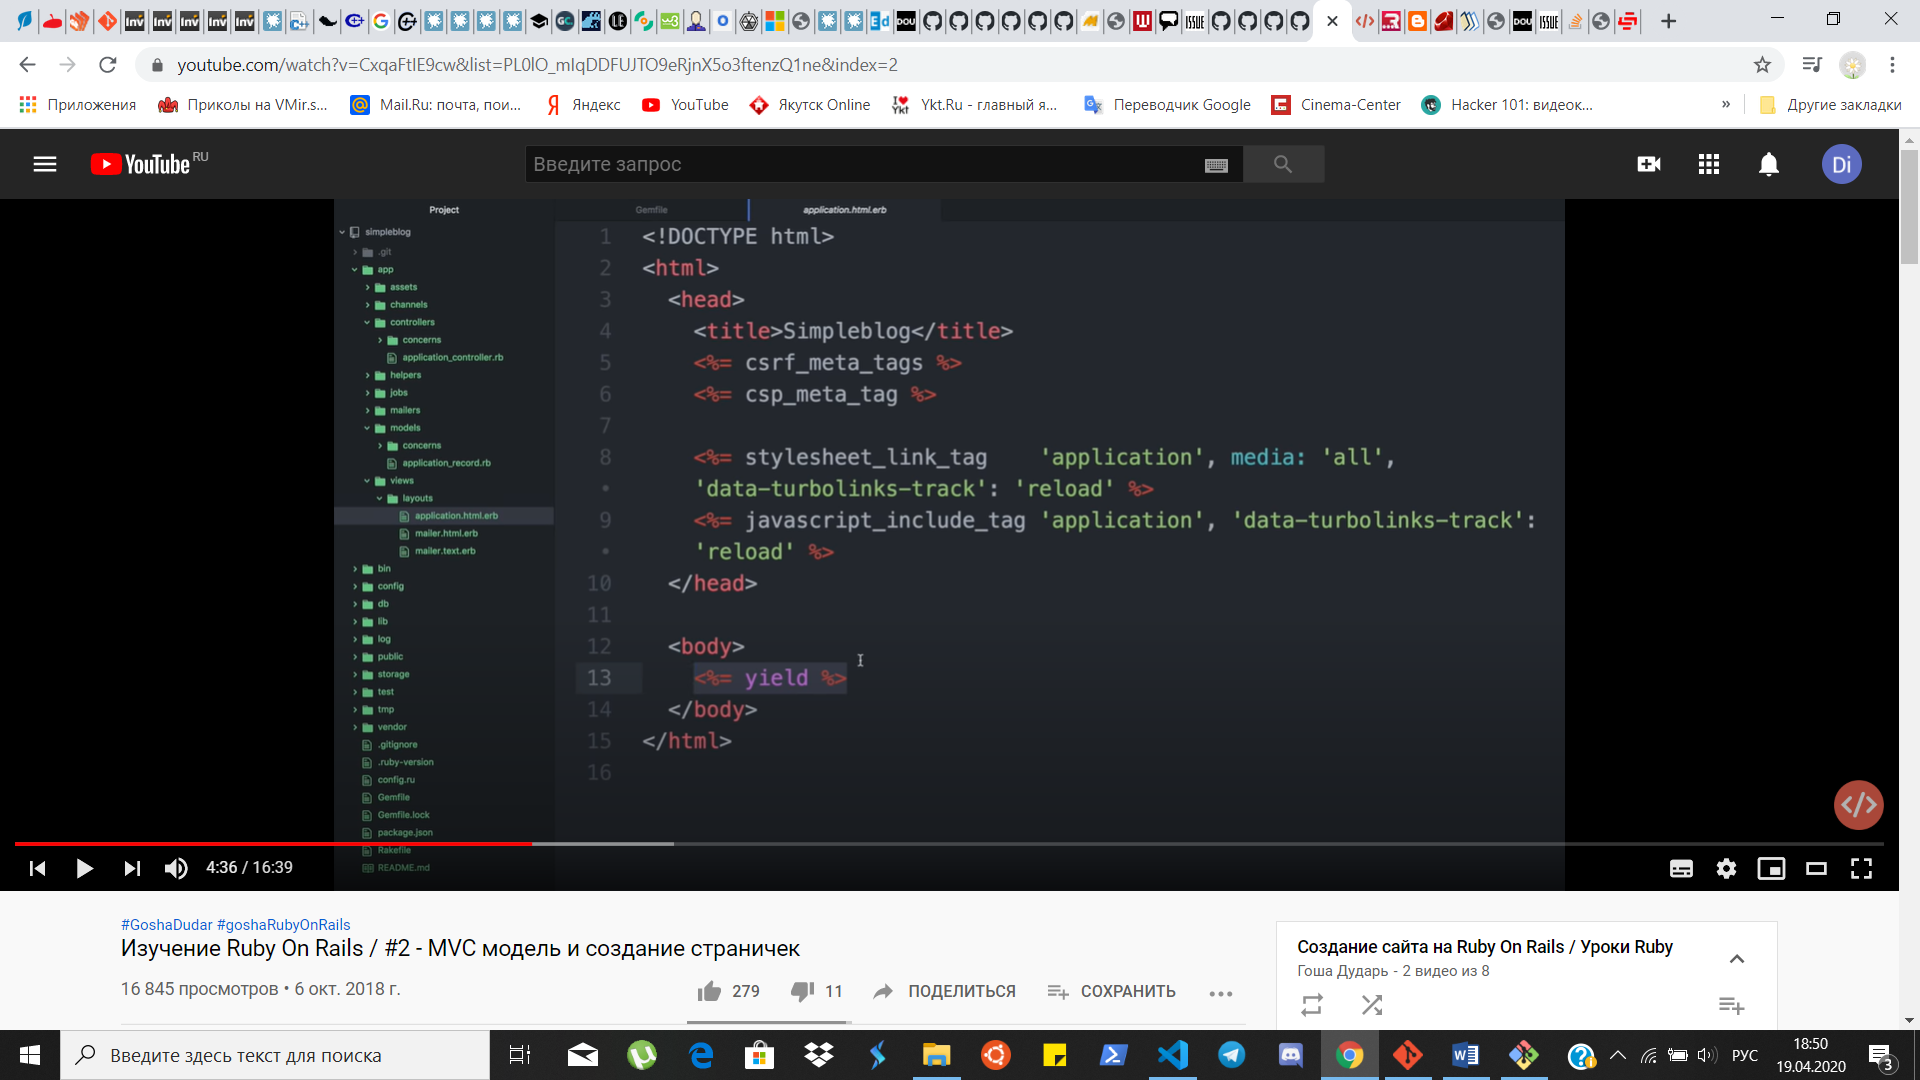 youtube.com/watch?v=CxqaFtIE9cw&list=PL0lO_mIqDDFUJTO9eRjnX5o3ftenzQ1ne&index=2
Приложения
Приколы на VMir.s...
Mail.Ru: почта, пои...
Яндекс
YouTube
Якутск Online
Ykt.Ru - главный я...
Переводчик Google
Cinema-Center
Hacker 101: видеок...
»
Другие закладки
YouTube RU
Введите запрос
Di
Project
simpleblog
.git
app
assets
channels
controllers
concerns
application_controller.rb
helpers
jobs
mailers
models
concerns
application_record.rb
views
layouts
application.html.erb
mailer.html.erb
mailer.text.erb
bin
config
db
lib
log
public
storage
test
tmp
vendor
.gitignore
.ruby-version
config.ru
Gemfile
Gemfile.lock
package.json
Rakefile
README.md
Gemfile
application.html.erb
1 <!DOCTYPE html>
2 <html>
3 <head>
4 <title>Simpleblog</title>
5 <%= csrf_meta_tags %>
6 <%= csp_meta_tag %>
7
8 <%= stylesheet_link_tag 'application', media: 'all',
'data-turbolinks-track': 'reload' %>
9 <%= javascript_include_tag 'application', 'data-turbolinks-track':
'reload' %>
10 </head>
11
12 <body>
13 <%= yield %>
14 </body>
15 </html>
16
</>
4:36 / 16:39
#GoshaDudar #goshaRubyOnRails
Изучение Ruby On Rails / #2 - MVC модель и создание страничек
16 845 просмотров • 6 окт. 2018 г.
279
11
ПОДЕЛИТЬСЯ
СОХРАНИТЬ
Создание сайта на Ruby On Rails / Уроки Ruby
Гоша Дударь - 2 видео из 8
Введите здесь текст для поиска
РУС
18:50
19.04.2020
3